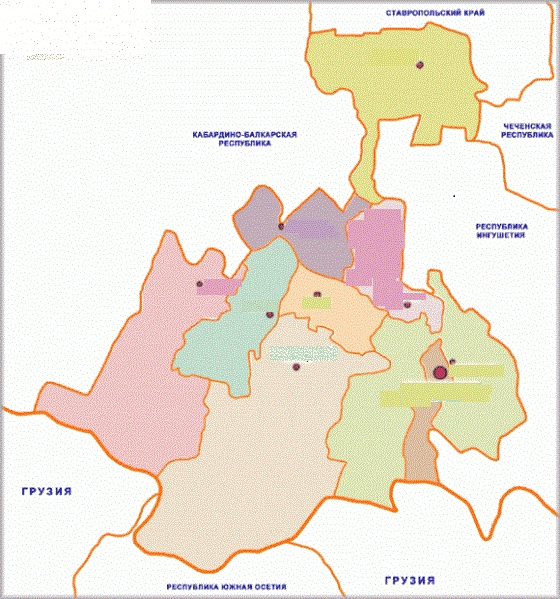 СТАВРОПОЛЬСКИЙ КРАЙ
ЧЕЧЕНСКАЯ
РЕСПУБЛИКА
КАБАРДИНО-БАЛКАРСКАЯ
РЕСПУБЛИКА
РЕСПУБЛИКА
ИНГУШЕТИЯ
ГРУЗИЯ
РЕСПУБЛИКА ЮЖНАЯ ОСЕТИЯ
ГРУЗИЯ